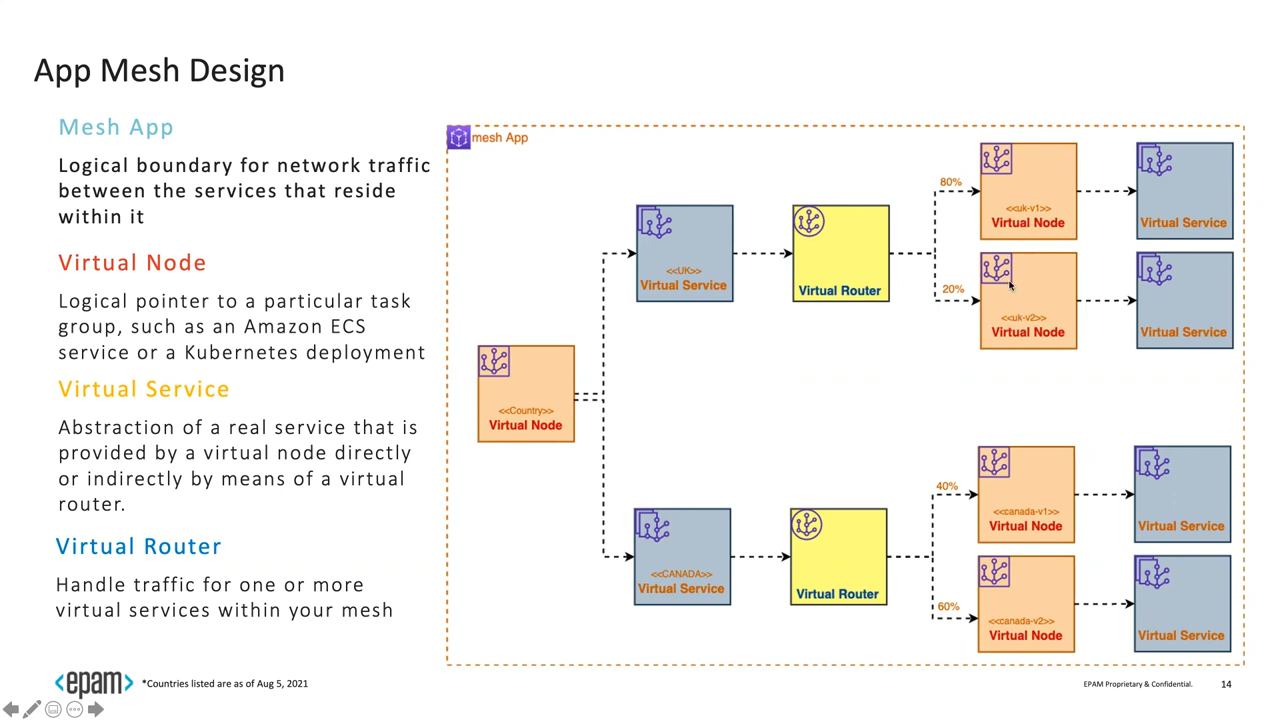 App Mesh Design
Mesh App
Logical boundary for network traffic
between the services that reside
within it
Virtual Node
Logical pointer to a particular task
group, such as an Amazon ECS
service or a Kubernetes deployment
Virtual Service
Abstraction of a real service that is
provided by a virtual node directly
or indirectly by means of a virtual
router.
Virtual Router
Handle traffic for one or more
virtual services within your mesh
mesh App
<<Country>>
Virtual Node
<<UK>>
Virtual Service
Virtual Router
80%
<<uk-v1>>
Virtual Node
Virtual Service
20%
<<uk-v2>>
Virtual Node
Virtual Service
<<CANADA>>
Virtual Service
Virtual Router
40%
<<canada-v1>>
Virtual Node
Virtual Service
60%
<<canada-v2>>
Virtual Node
Virtual Service
<epam>
*Countries listed are as of Aug 5, 2021
EPAM Proprietary & Confidential.
14